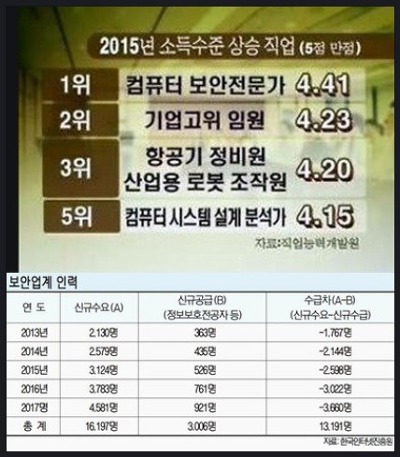 2015년 소득수준 상승 직업 (5점 만점)
1위 컴퓨터 보안전문가 4.41
2위 기업고위 임원 4.23
3위 항공기 정비원
산업용 로봇 조작원 4.20
5위 컴퓨터 시스템 설계 분석가 4.15
자료:직업능력개발원
보안업계 인력
연 도 신규수요(A) 신규공급(B) (정보보호전공자 등) 수급차(A-B) (신규수요-신규수급)
2013년 2.130명 363명 -1.767명
2014년 2.579명 435명 -2.144명
2015년 3.124명 526명 -2.598명
2016년 3.783명 761명 -3.022명
2017명 4.581명 921명 -3.660명
총 계 16.197명 3.006명 13.191명
자료: 한국인터넷진흥원